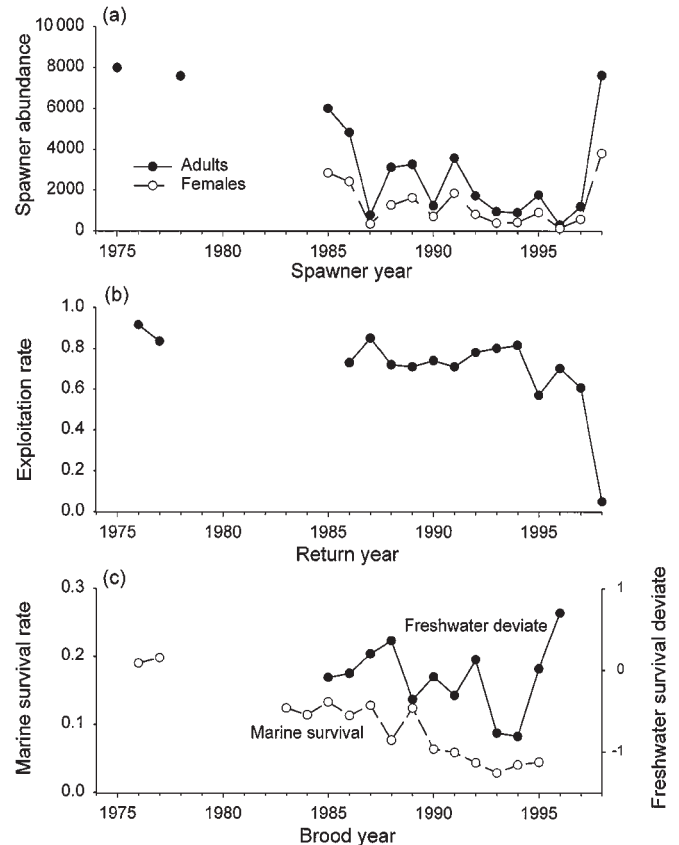 (a)
Spawner abundance
10 000
8000
6000
4000
2000
0
Adults
Females
1975 1980 1985 1990 1995
Spawner year
(b)
Exploitation rate
1.0
0.8
0.6
0.4
0.2
0.0
1975 1980 1985 1990 1995
Return year
(c)
Marine survival rate
0.3
0.2
0.1
0.0
Freshwater deviate
Marine survival
1
0
-1
Freshwater survival deviate
1975 1980 1985 1990 1995
Brood year